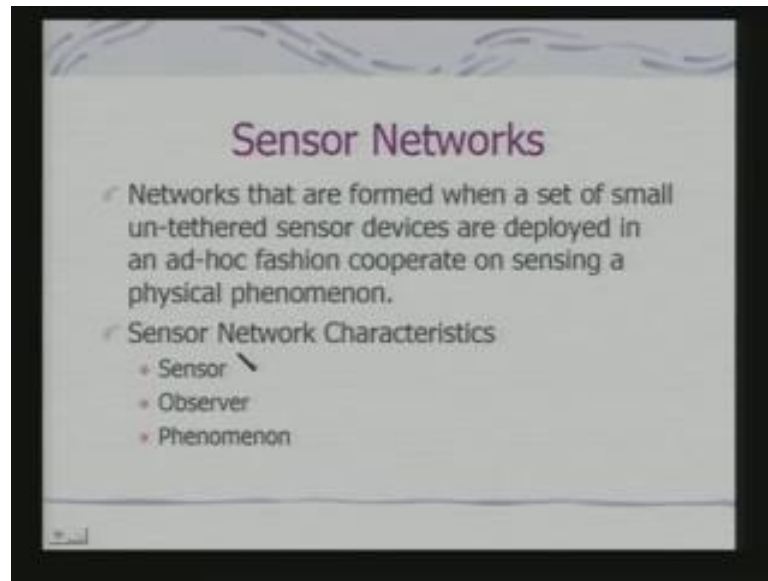 Sensor Networks
Networks that are formed when a set of small
un-tethered sensor devices are deployed in
an ad-hoc fashion cooperate on sensing a
physical phenomenon.
Sensor Network Characteristics
Sensor
Observer
Phenomenon